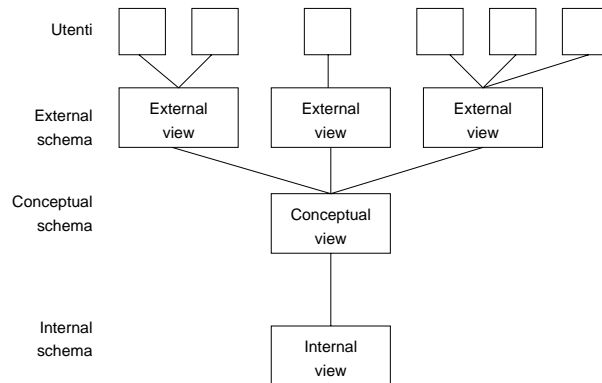 Utenti
External
schema
External
view
External
view
External
view
Conceptual
schema
Conceptual
view
Internal
schema
Internal
view